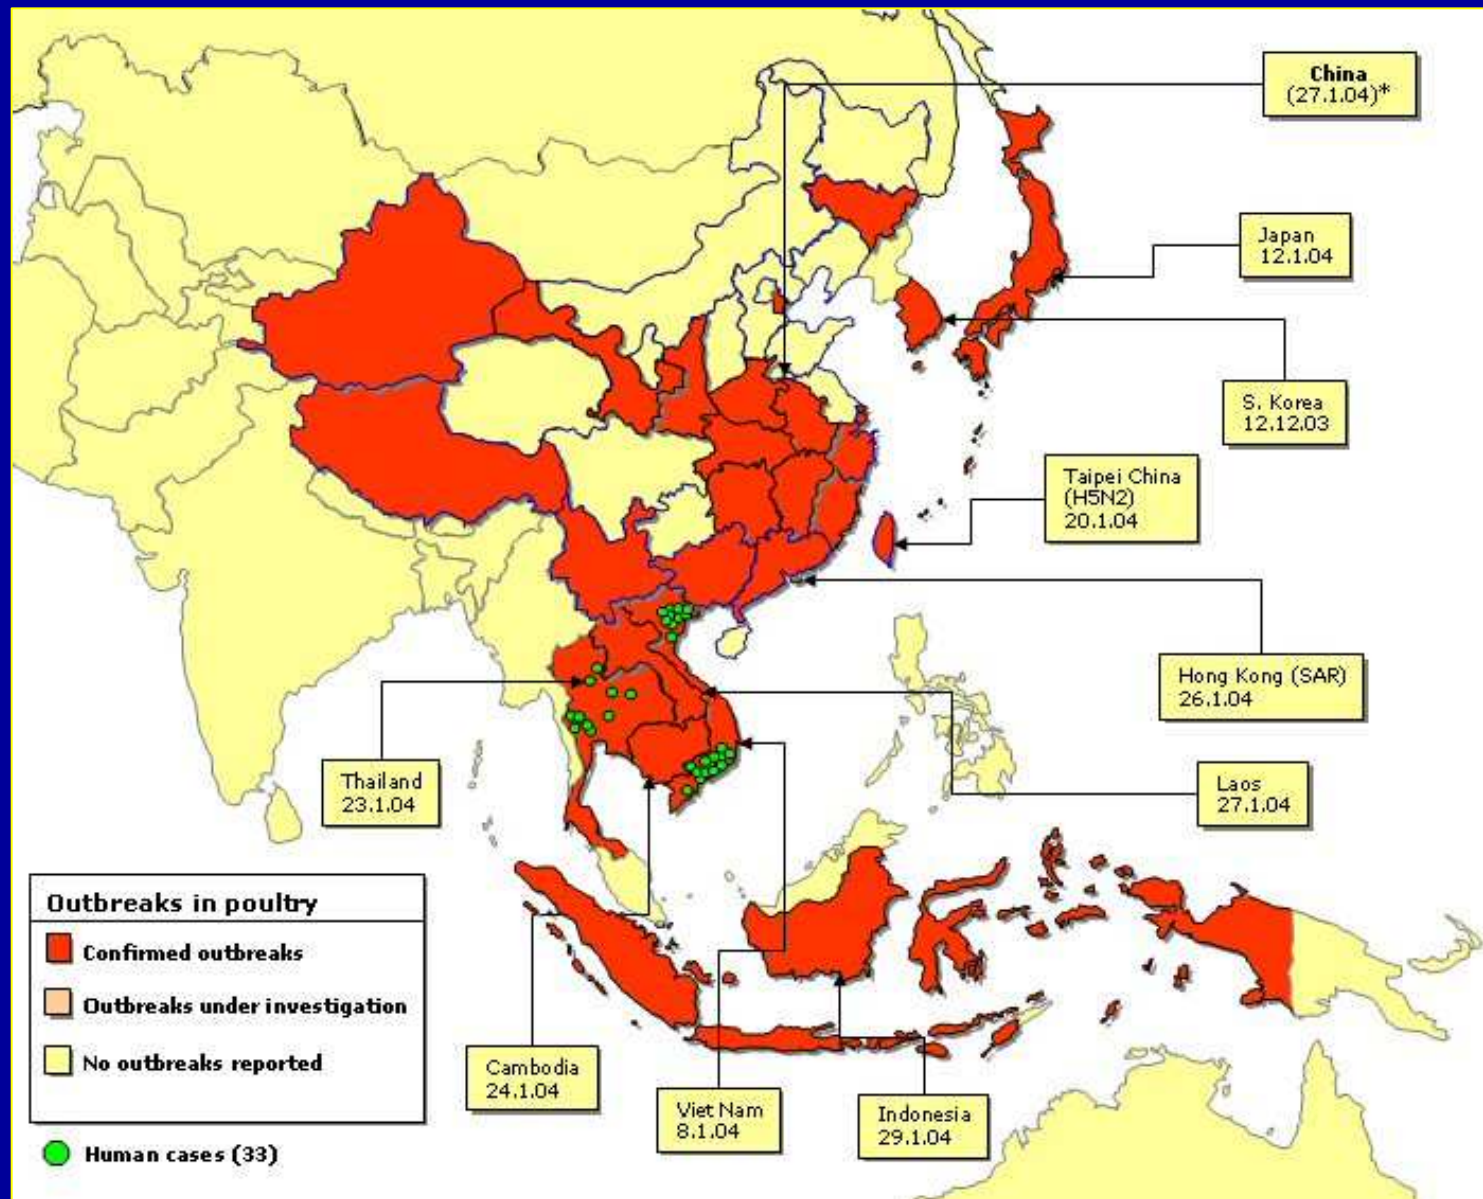 China
(27.1.04)*
Japan
12.1.04
S. Korea
12.12.03
Taipei China
(H5N2)
20.1.04
Hong Kong (SAR)
26.1.04
Thailand
23.1.04
Laos
27.1.04
Outbreaks in poultry
Confirmed outbreaks
Outbreaks under investigation
No outbreaks reported
Human cases (33)
Cambodia
24.1.04
Viet Nam
8.1.04
Indonesia
29.1.04